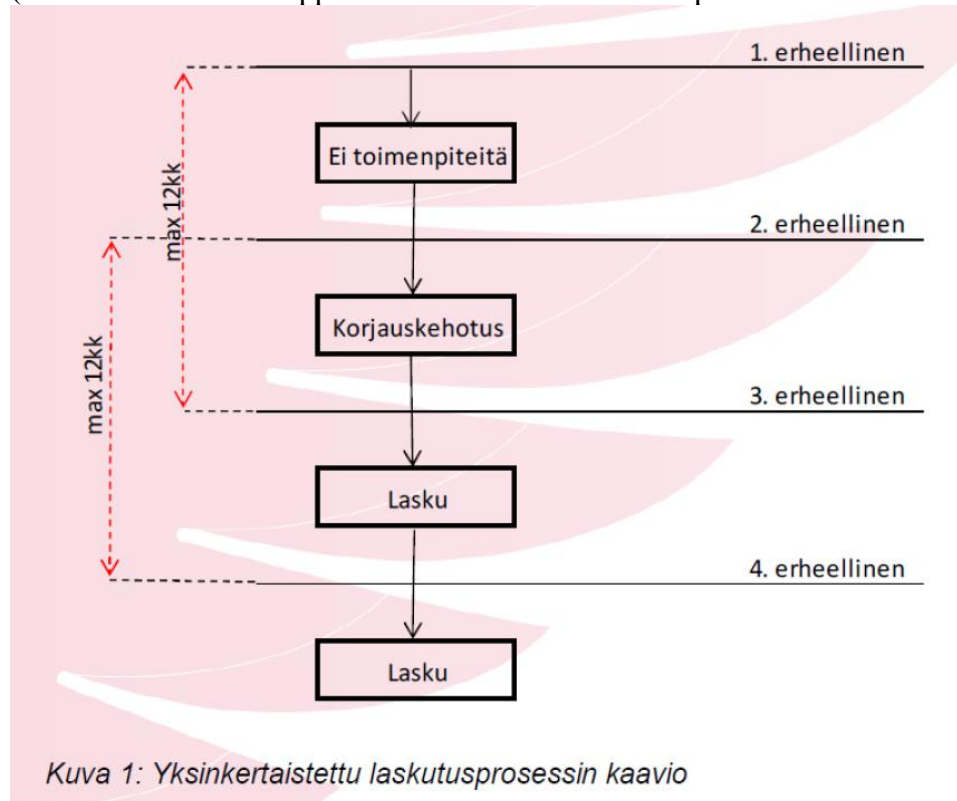 1. erheellinen
Ei toimenpiteitä
max 12kk
2. erheellinen
Korjauskehotus
max 12kk
3. erheellinen
Lasku
4. erheellinen
Lasku
Kuva 1: Yksinkertaistettu laskutusprosessin kaavio